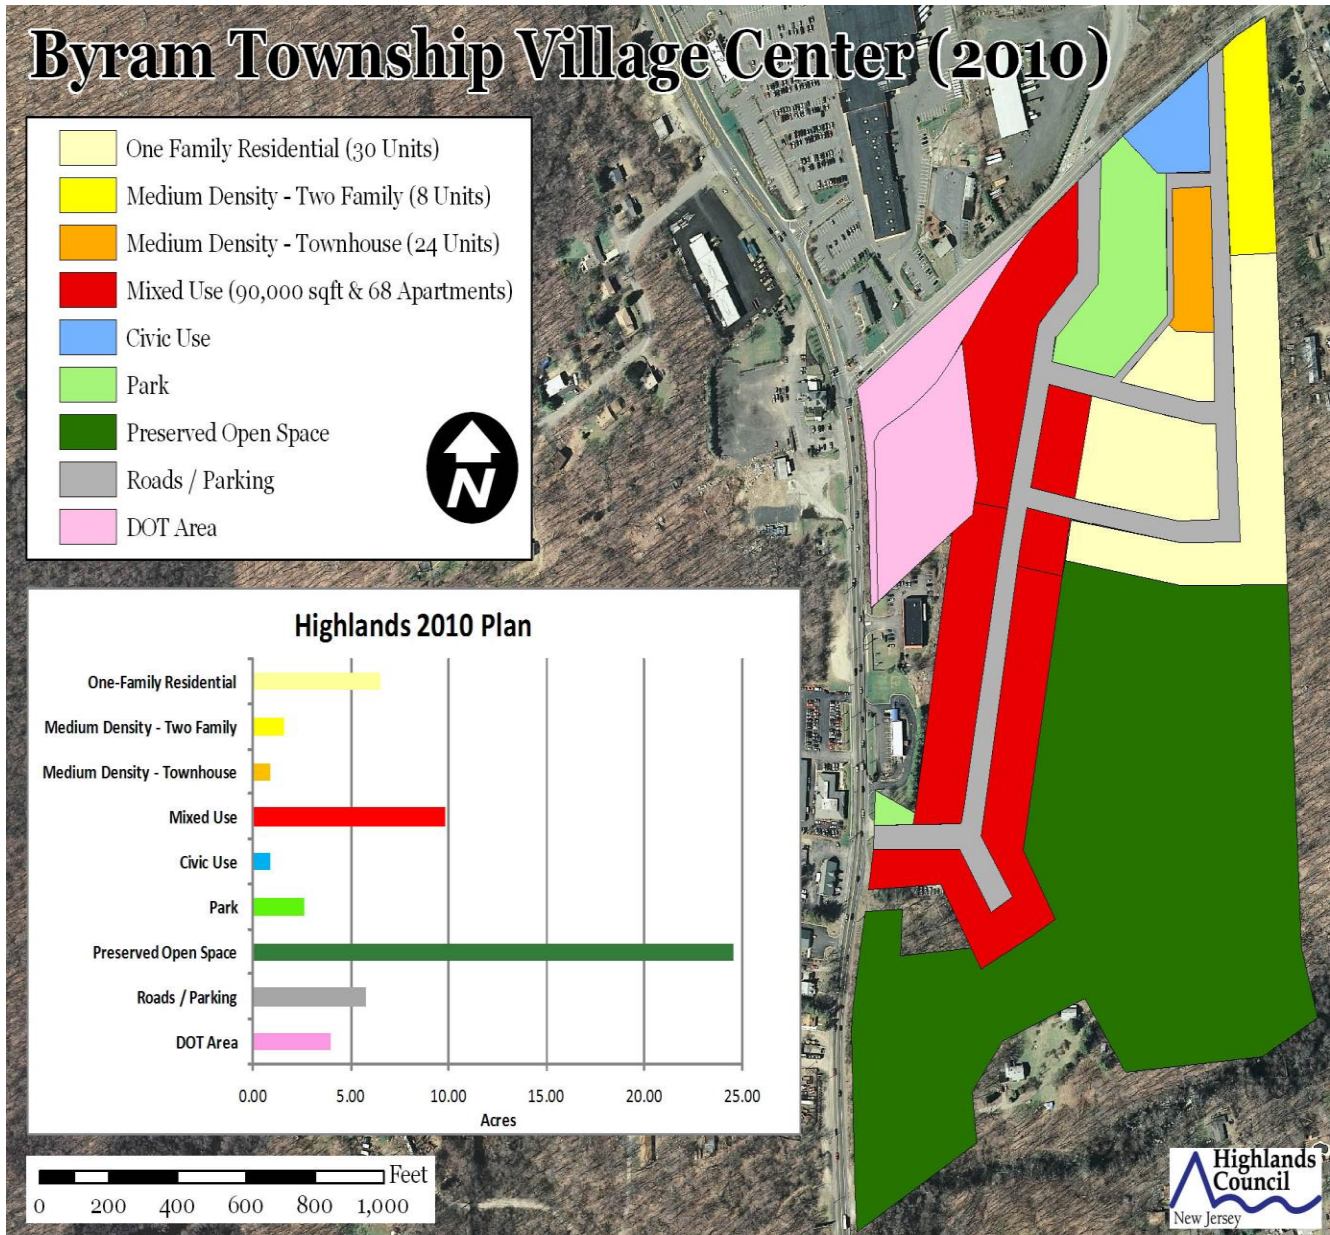 Byram Township Village Center (2010)
One Family Residential (30 Units)
Medium Density - Two Family (8 Units)
Medium Density - Townhouse (24 Units)
Mixed Use (90,000 sqft & 68 Apartments)
Civic Use
Park
Preserved Open Space
Roads / Parking
DOT Area
N
Highlands 2010 Plan
One-Family Residential
Medium Density - Two Family
Medium Density - Townhouse
Mixed Use
Civic Use
Park
Preserved Open Space
Roads / Parking
DOT Area
0.00 5.00 10.00 15.00 20.00 25.00
Acres
Feet
0 200 400 600 800 1,000
Highlands
Council
New Jersey